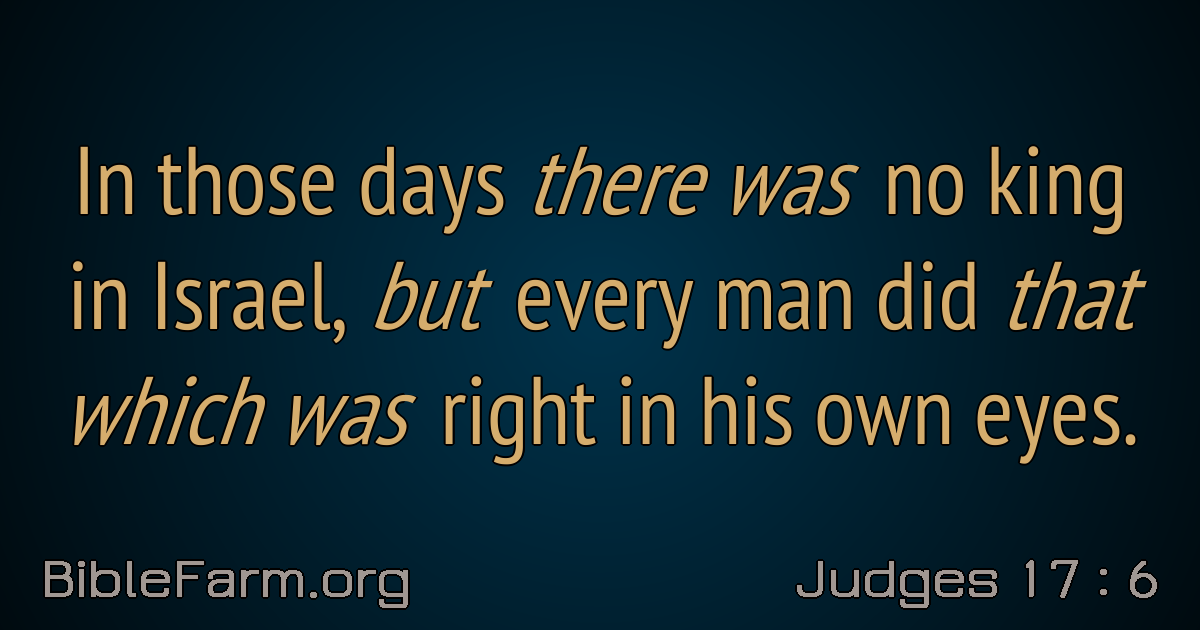 In those days there was no king
in Israel, but every man did that
which was right in his own eyes.
BibleFarm.org
Judges 17 : 6